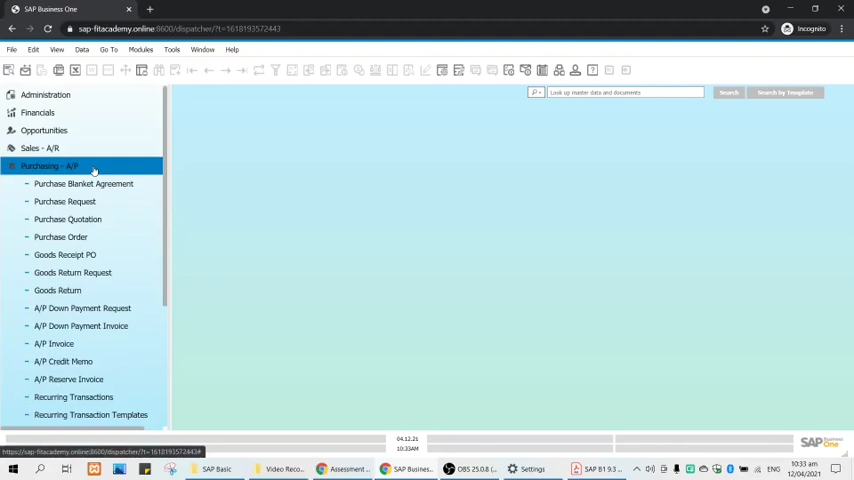 SAP Business One
sap-fitacademy.online:8600/dispatcher/?t=1618193572443
Incognito
File Edit View Data Go To Modules Tools Window Help
Administration
Financials
Opportunities
Sales - A/R
Purchasing - A/P
Purchase Blanket Agreement
Purchase Request
Purchase Quotation
Purchase Order
Goods Receipt PO
Goods Return Request
Goods Return
A/P Down Payment Request
A/P Down Payment Invoice
A/P Invoice
A/P Credit Memo
A/P Reserve Invoice
Recurring Transactions
Recurring Transaction Templates
Look up master data and documents
Search
Search by Template
04.12.21
10:33AM
SAP Business One
https://sap-fitacademy.online:8600/dispatcher/?t=1618193572443#
SAP Basic
Video Reco...
Assessment ...
SAP Busines...
OBS 25.0.8 (...
Settings
SAP B1 9.3 ...
ENG
10:33 am
12/04/2021